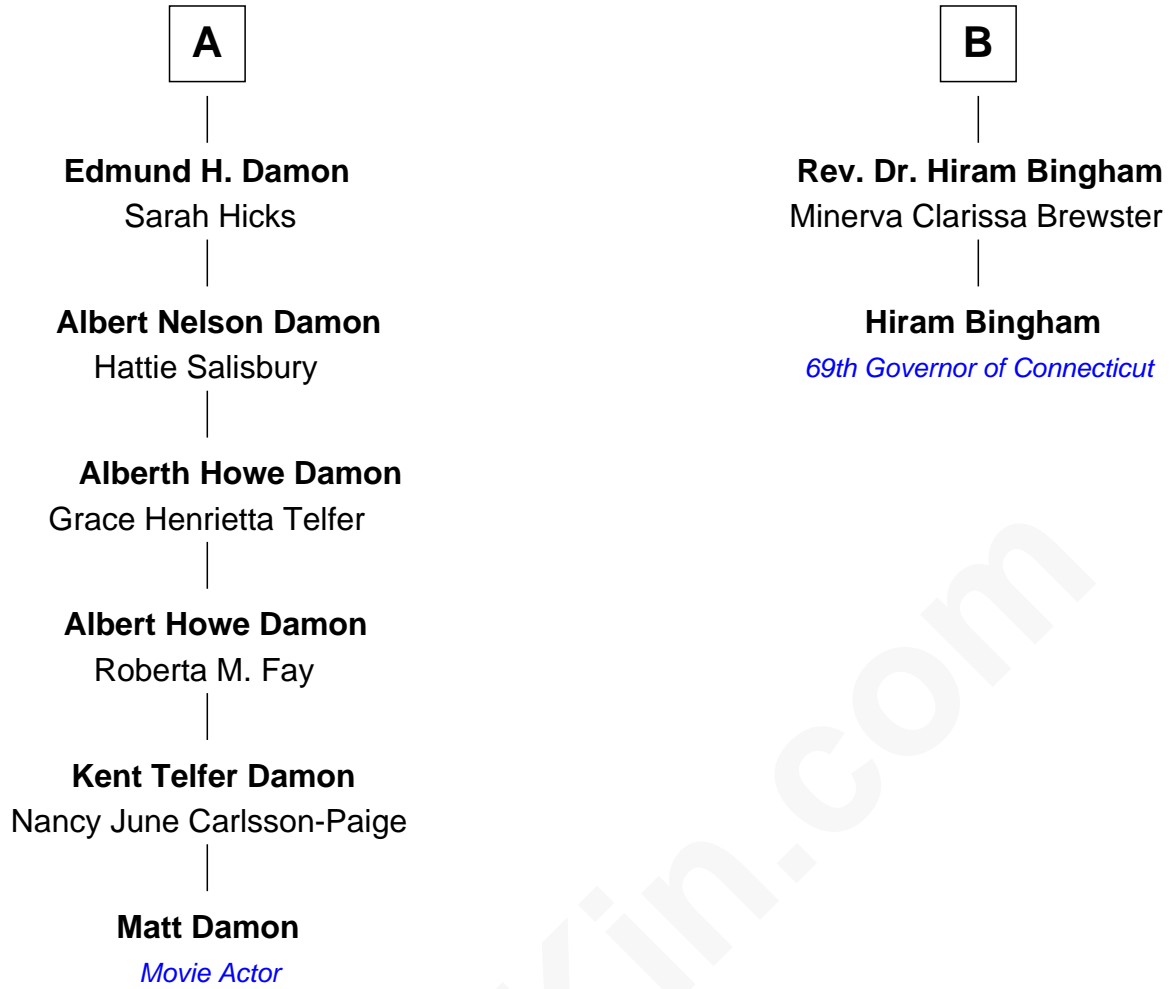 A
Edmund H. Damon
Sarah Hicks
Albert Nelson Damon
Hattie Salisbury
Alberth Howe Damon
Grace Henrietta Telfer
Albert Howe Damon
Roberta M. Fay
Kent Telfer Damon
Nancy June Carlsson-Paige
Matt Damon
Movie Actor
B
Rev. Dr. Hiram Bingham
Minerva Clarissa Brewster
Hiram Bingham
69th Governor of Connecticut
Kin.com